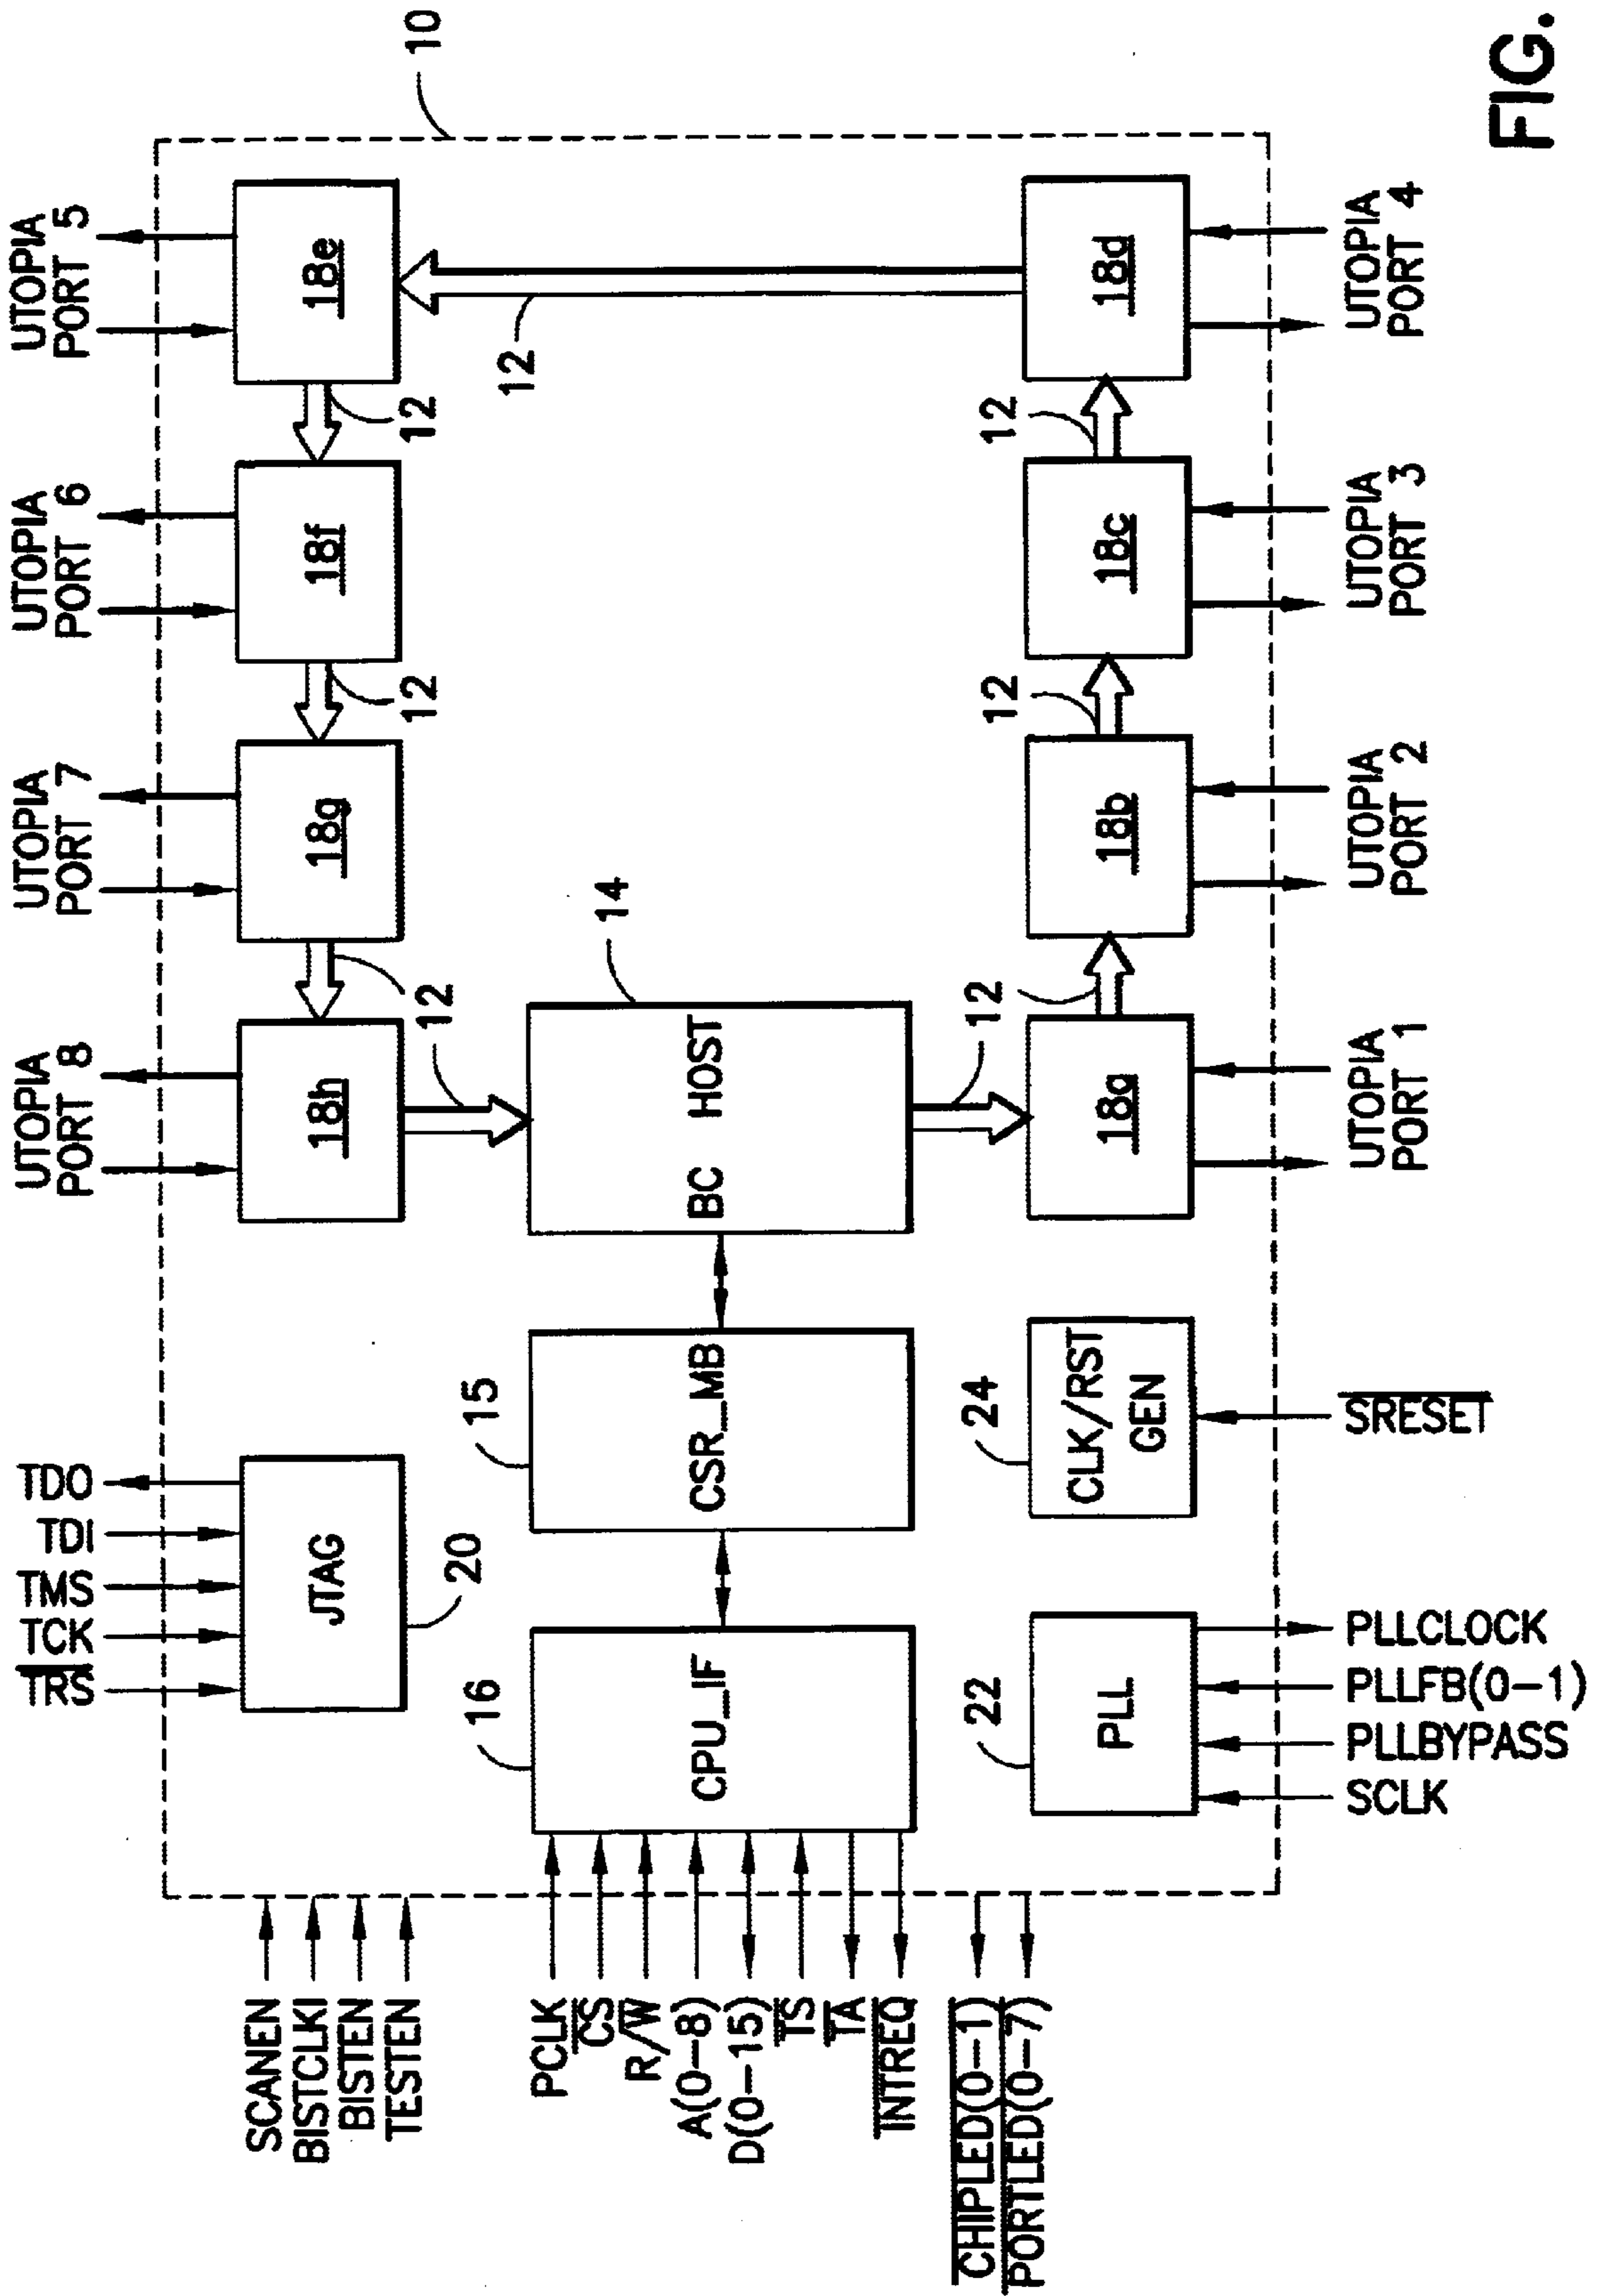 UTOPIA
PORT 8
UTOPIA
PORT 7
UTOPIA
PORT 6
UTOPIA
PORT 5
TRS
TCK
TMS
TDI
TDO
10
SCANEN
BISTCLKI
BISTEN
TESTEN
JTAG
20
18h
18g
18f
18e
12
12
12
12
12
PCLK
CS
R/W
A(0-8)
D(0-15)
TS
TA
INTREQ
16
CPU_IF
15
CSR_MB
14
BC HOST
CHIPLED(0-1)
PORTLED(0-7)
22
PLL
24
CLK/RST
GEN
12
12
12
12
18a
18b
18c
18d
SCLK
PLLBYPASS
PLLFB(0-1)
PLLCLOCK
SRESET
UTOPIA
PORT 1
UTOPIA
PORT 2
UTOPIA
PORT 3
UTOPIA
PORT 4
FIG.